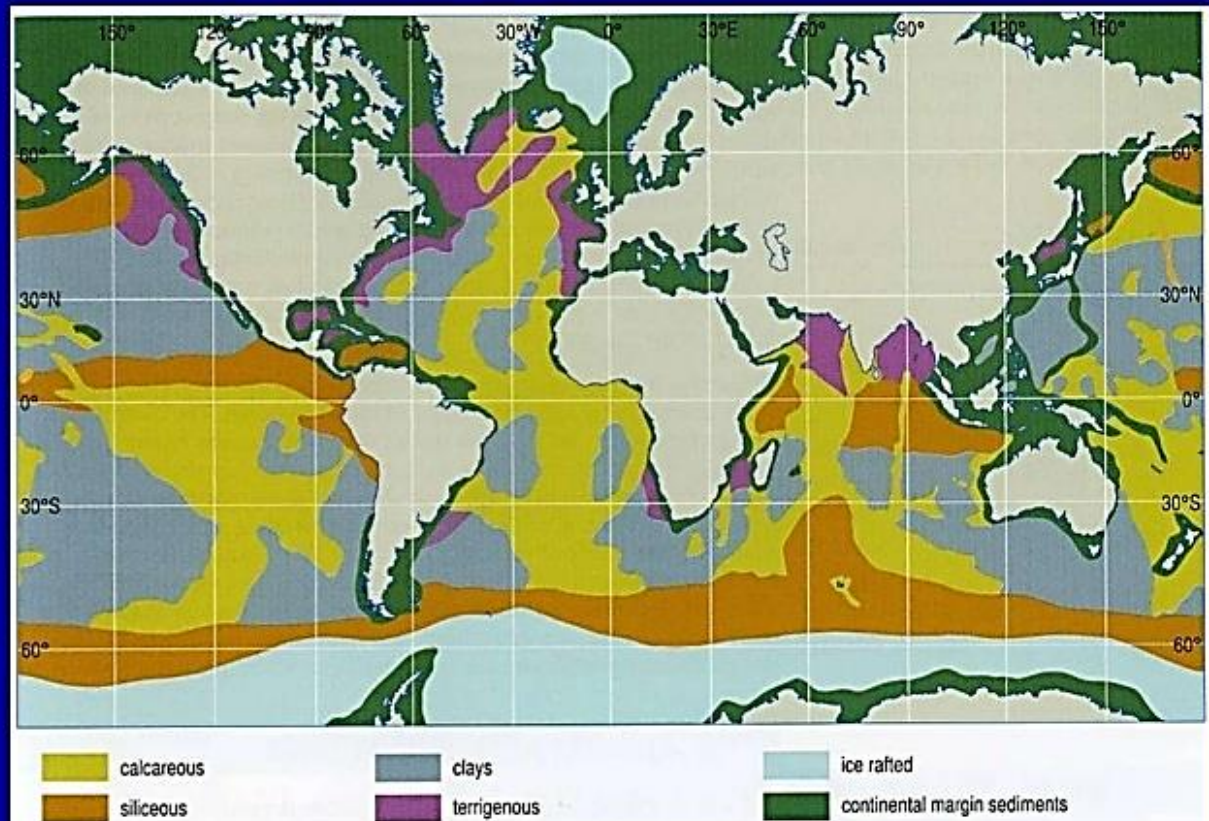 150° 90° 60° 30°W 0° 30°E 60° 90° 120° 150°
60° 60°
30°N 30°N
0° 0°
30°S 30°S
60° 60°
calcareous clays ice rafted
siliceous terrigenous continental margin sediments